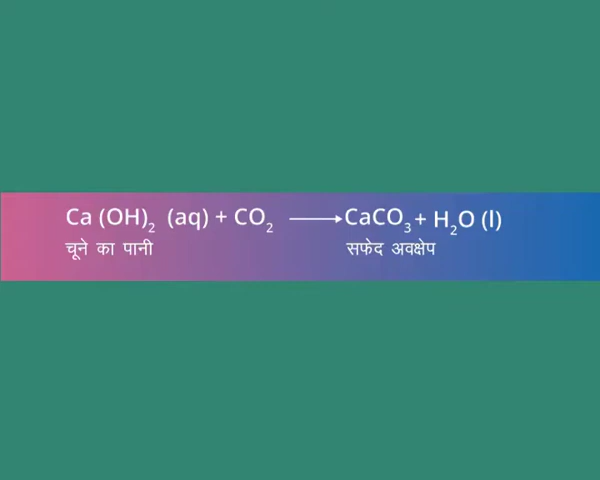 Ca (OH)₂ (aq) + CO₂ ⟶ CaCO₃ + H₂O (l)
चूने का पानी सफेद अवक्षेप